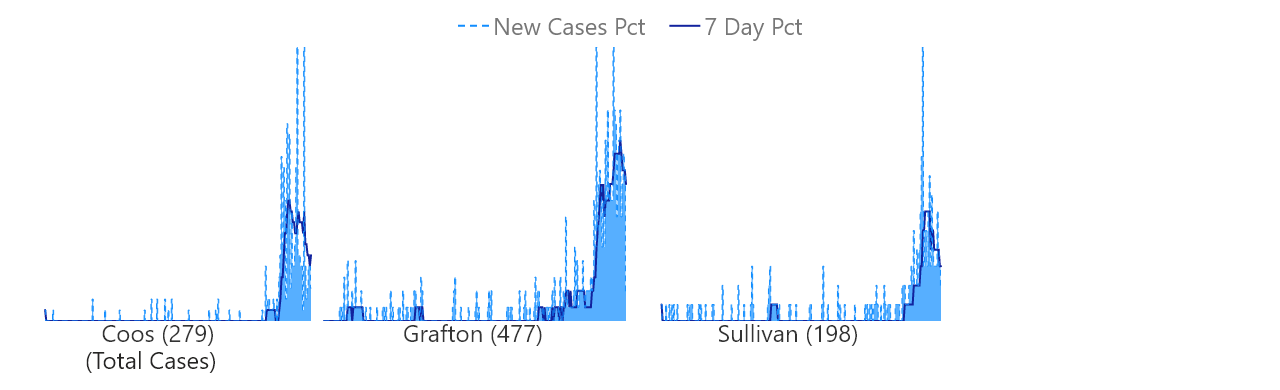 New Cases Pct 7 Day Pct
Coos (279) Grafton (477) Sullivan (198)
(Total Cases)